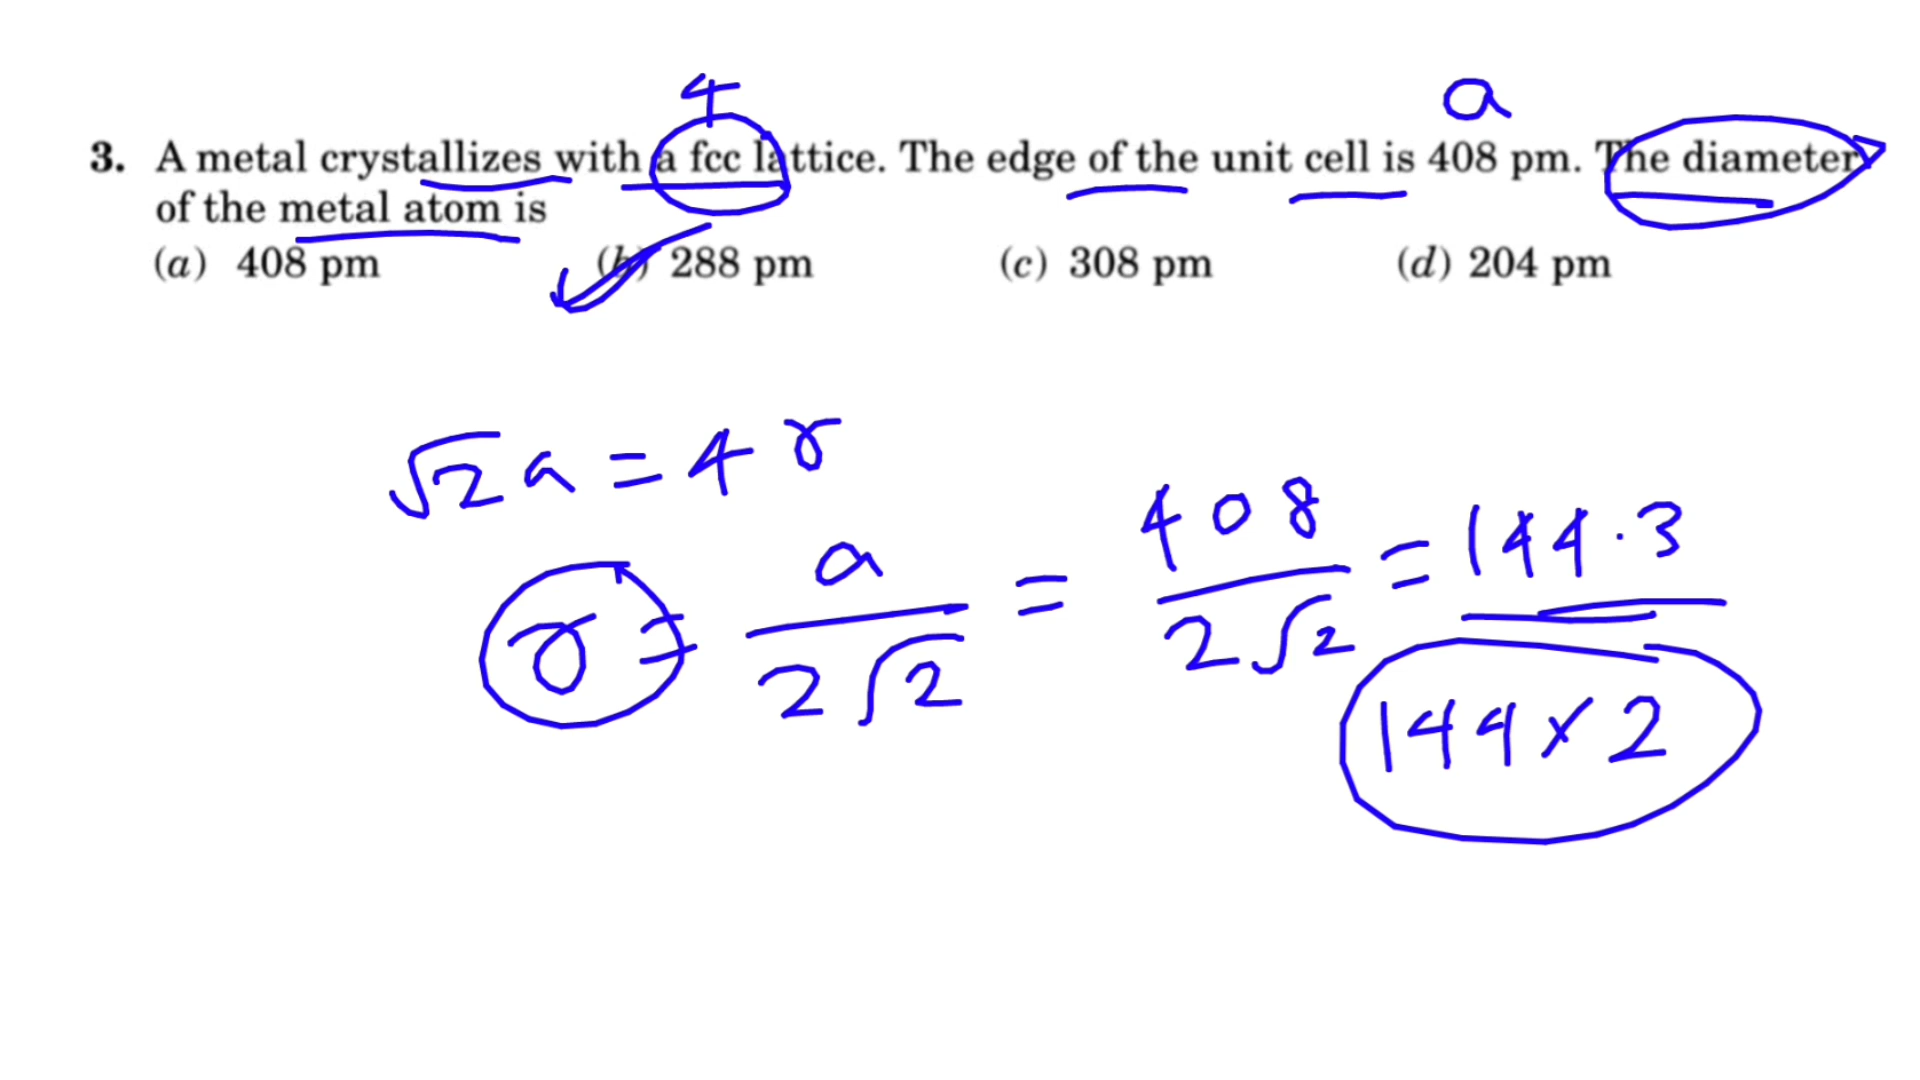 4 a
3. A metal crystallizes with a fcc lattice. The edge of the unit cell is 408 pm. The diameter
of the metal atom is
(a) 408 pm (b) 288 pm (c) 308 pm (d) 204 pm
√2 a = 4 r
r = a / 2√2 = 408 / 2√2 = 144.3
144 × 2